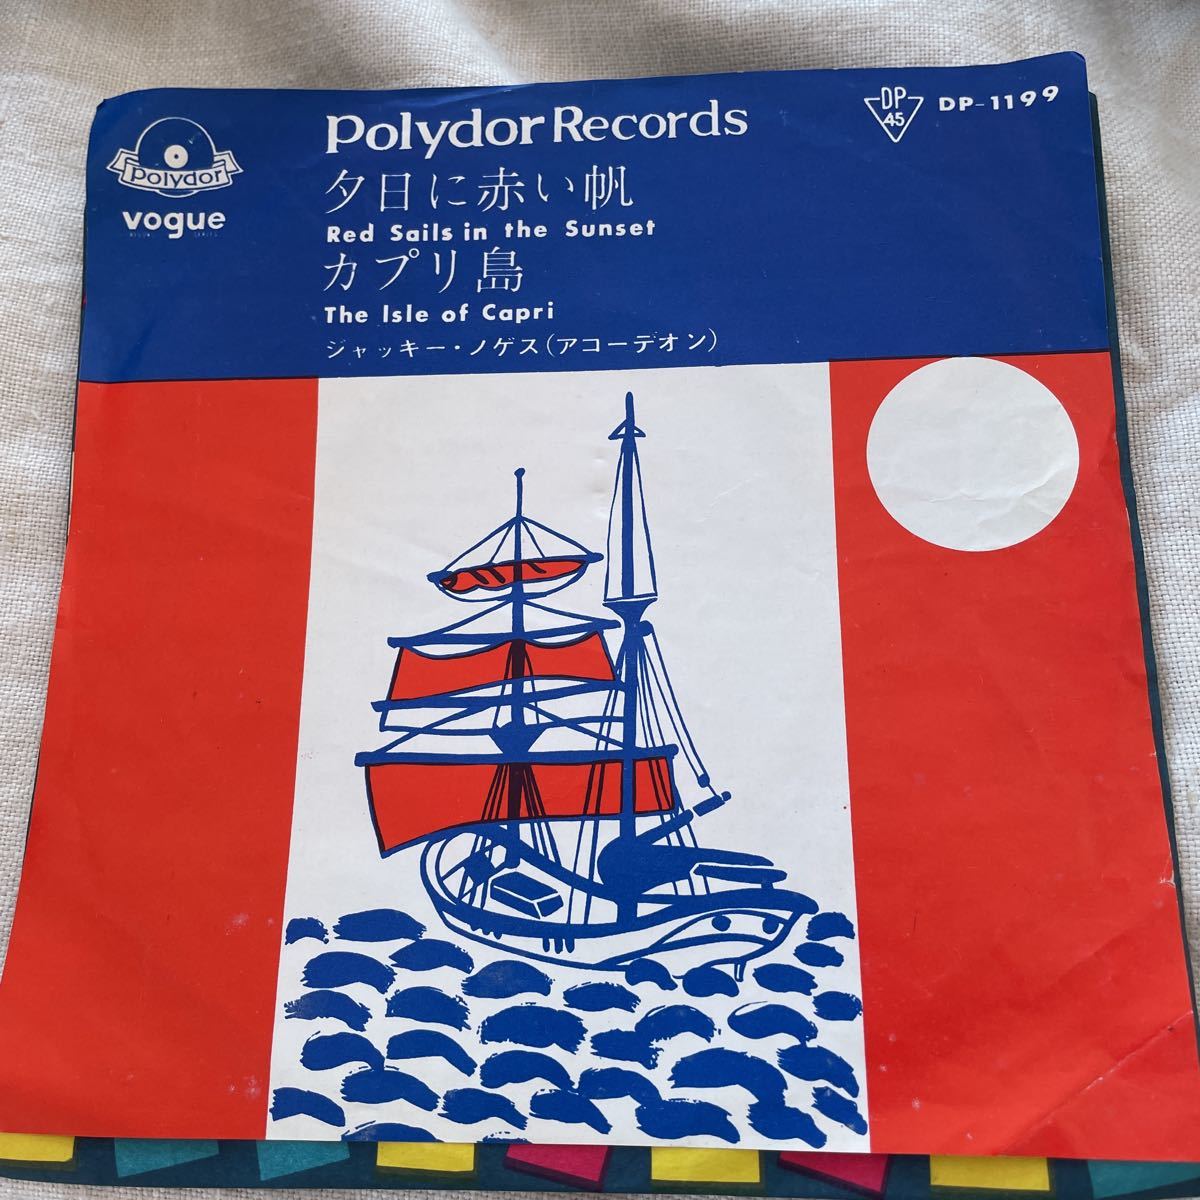 Polydor
vogue
Polydor Records
夕日に赤い帆
Red Sails in the Sunset
カプリ島
The Isle of Capri
ジャッキー・ノゲス(アコーデオン)
DP
45
DP-1199